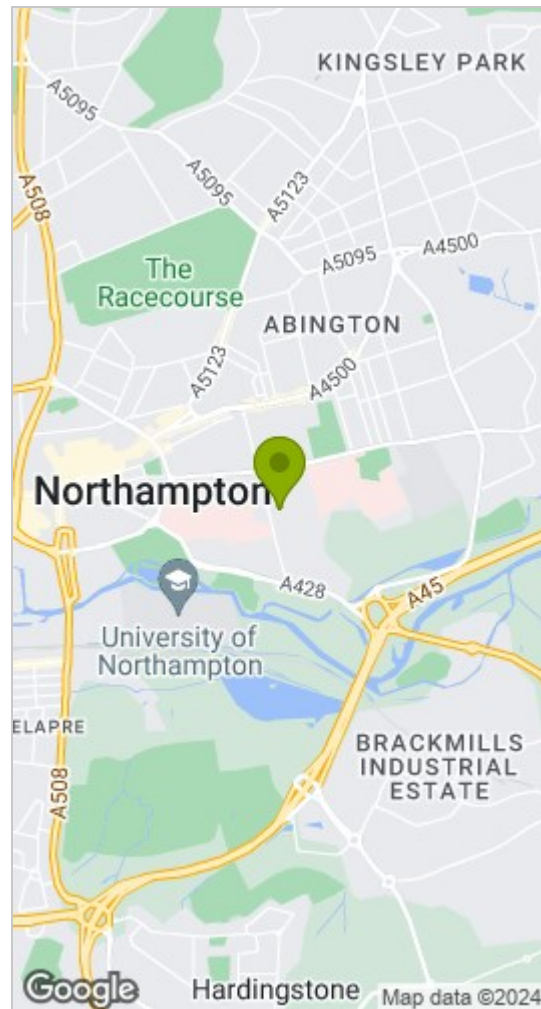 KINGSLEY PARK
A5095
A5095
A5123
A508
A5095
A4500
The
Racecourse
ABINGTON
A5123
A4500
Northampton
A428
A45
University of
Northampton
ELAPRE
BRACKMILLS
INDUSTRIAL
ESTATE
A508
Google
Hardingstone
Map data ©2024